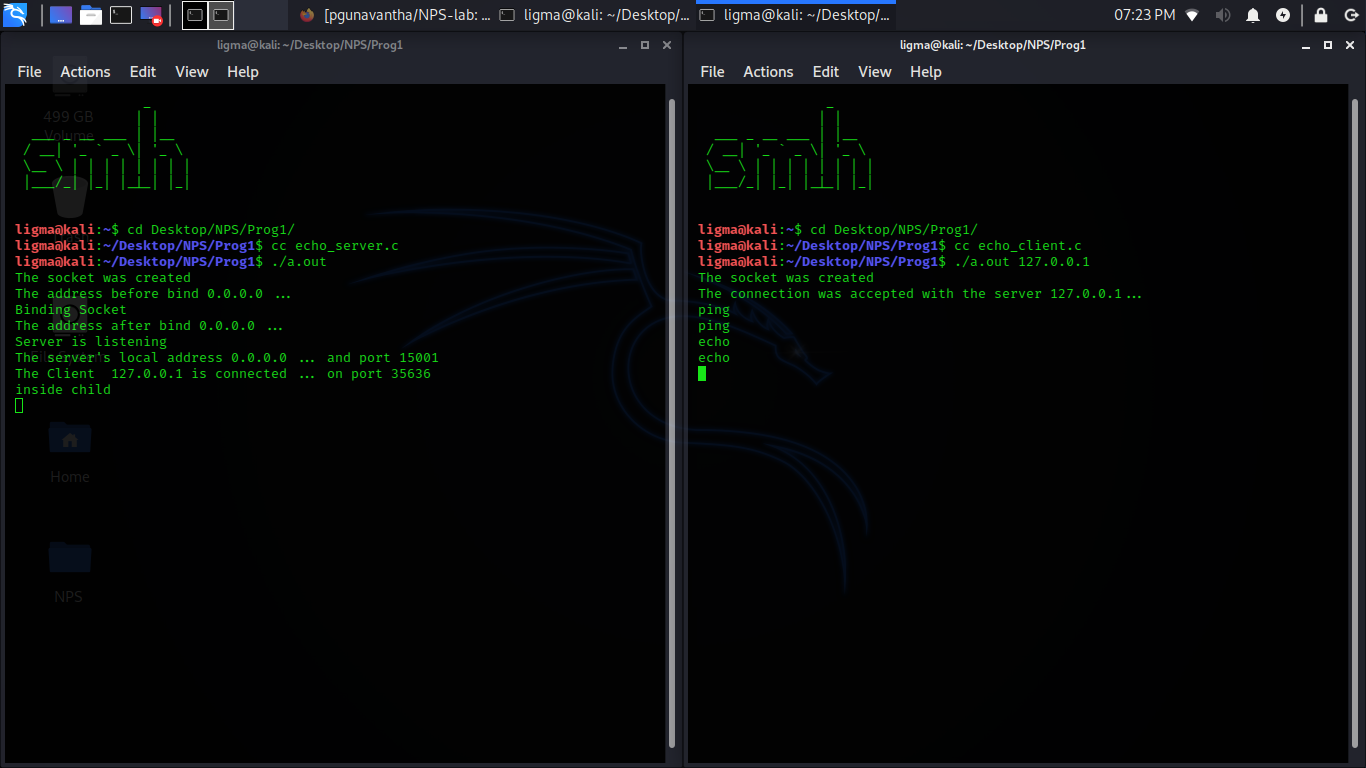 [pgunavantha/NPS-lab: ...
ligma@kali: ~/Desktop/...
ligma@kali: ~/Desktop/...
07:23 PM
ligma@kali: ~/Desktop/NPS/Prog1
File Actions Edit View Help
499 GB
Volume
smh
ligma@kali:~$ cd Desktop/NPS/Prog1/
ligma@kali:~/Desktop/NPS/Prog1$ cc echo_server.c
ligma@kali:~/Desktop/NPS/Prog1$ ./a.out
The socket was created
The address before bind 0.0.0.0 ...
Binding Socket
The address after bind 0.0.0.0 ...
Server is listening
The server's local address 0.0.0.0 ... and port 15001
The Client  127.0.0.1 is connected ... on port 35636
inside child
Home
NPS
ligma@kali: ~/Desktop/NPS/Prog1
File Actions Edit View Help
smh
ligma@kali:~$ cd Desktop/NPS/Prog1/
ligma@kali:~/Desktop/NPS/Prog1$ cc echo_client.c
ligma@kali:~/Desktop/NPS/Prog1$ ./a.out 127.0.0.1
The socket was created
The connection was accepted with the server 127.0.0.1...
ping
ping
echo
echo